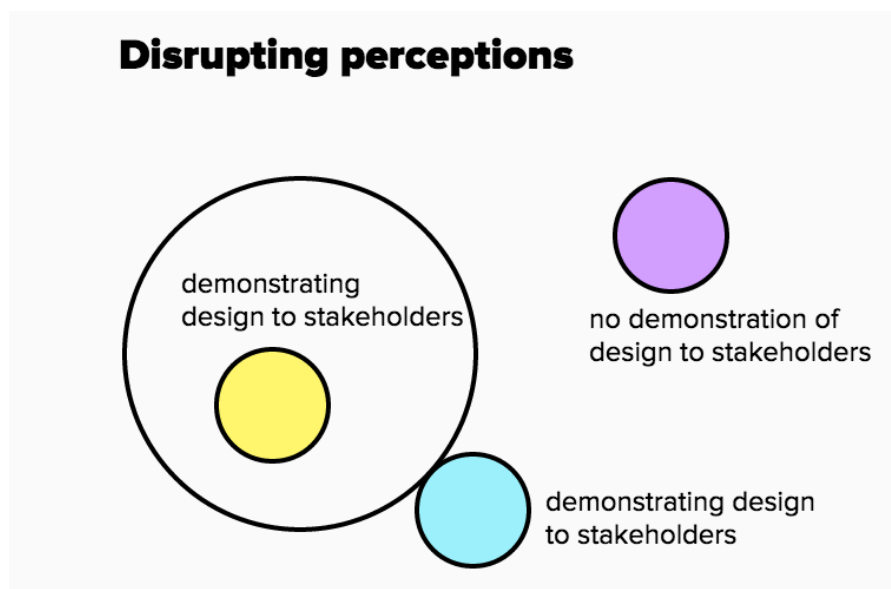 Disrupting perceptions
demonstrating
design to stakeholders
no demonstration of
design to stakeholders
demonstrating design
to stakeholders